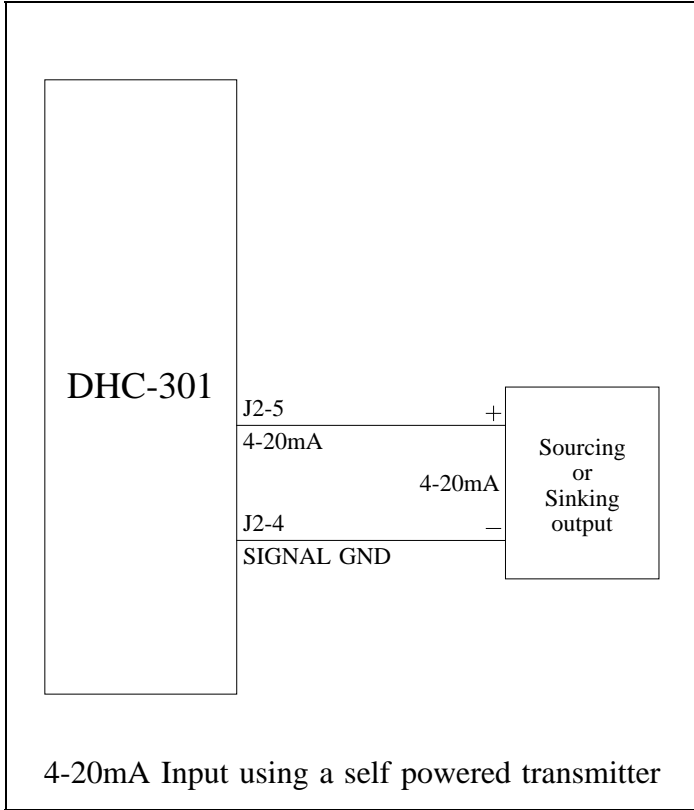 DHC-301
J2-5
+
4-20mA
4-20mA
J2-4
−
SIGNAL GND
Sourcing
or
Sinking
output
4-20mA Input using a self powered transmitter